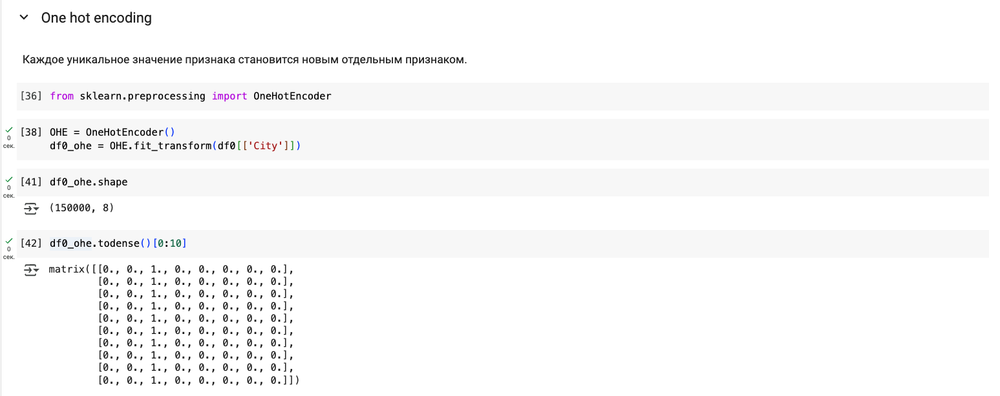 One hot encoding
Каждое уникальное значение признака становится новым отдельным признаком.
[36] from sklearn.preprocessing import OneHotEncoder
0
сек.
[38] OHE = OneHotEncoder()
df0_ohe = OHE.fit_transform(df0[['City']])
0
сек.
[41] df0_ohe.shape
(150000, 8)
0
сек.
[42] df0_ohe.todense()[0:10]
matrix([[0., 0., 1., 0., 0., 0., 0., 0.],
[0., 0., 1., 0., 0., 0., 0., 0.],
[0., 0., 1., 0., 0., 0., 0., 0.],
[0., 0., 1., 0., 0., 0., 0., 0.],
[0., 0., 1., 0., 0., 0., 0., 0.],
[0., 0., 1., 0., 0., 0., 0., 0.],
[0., 0., 1., 0., 0., 0., 0., 0.],
[0., 0., 1., 0., 0., 0., 0., 0.],
[0., 0., 1., 0., 0., 0., 0., 0.],
[0., 0., 1., 0., 0., 0., 0., 0.]])